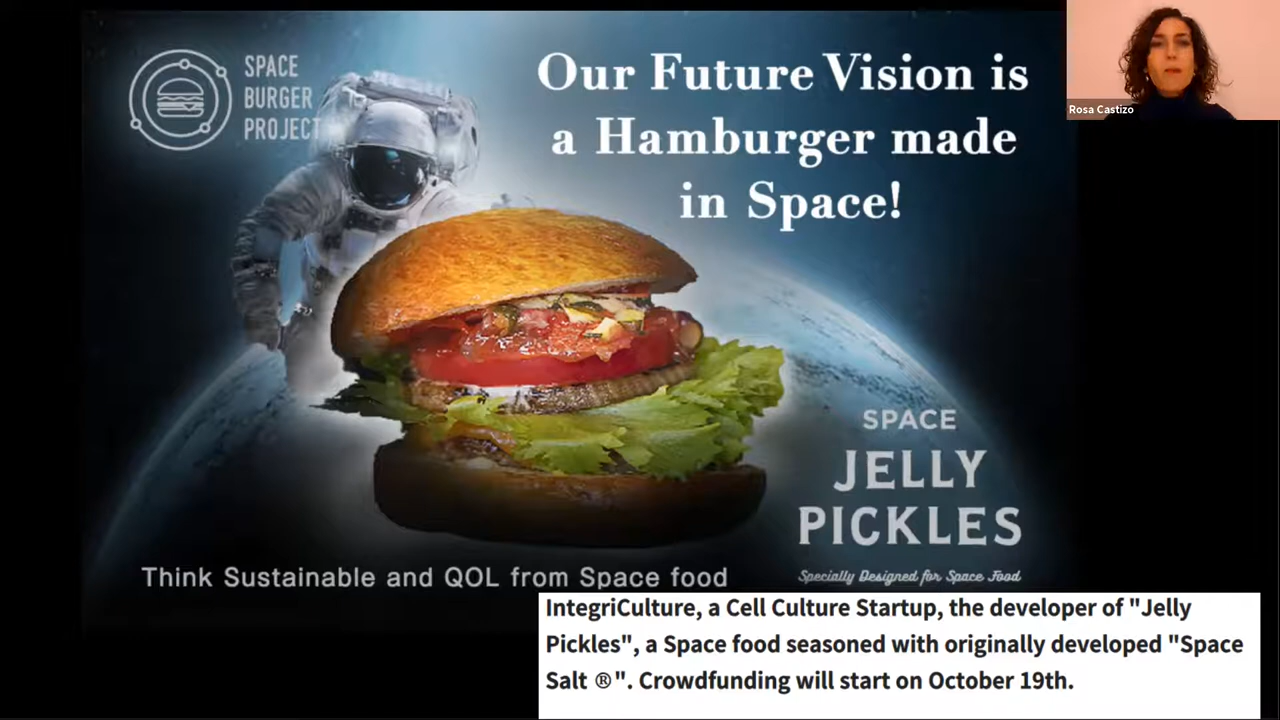 SPACE
BURGER
PROJECT
Our Future Vision is
a Hamburger made
in Space!
Rosa Castizo
SPACE
JELLY
PICKLES
Specially Designed for Space Food
Think Sustainable and QOL from Space food
IntegriCulture, a Cell Culture Startup, the developer of "Jelly
Pickles", a Space food seasoned with originally developed "Space
Salt ®". Crowdfunding will start on October 19th.